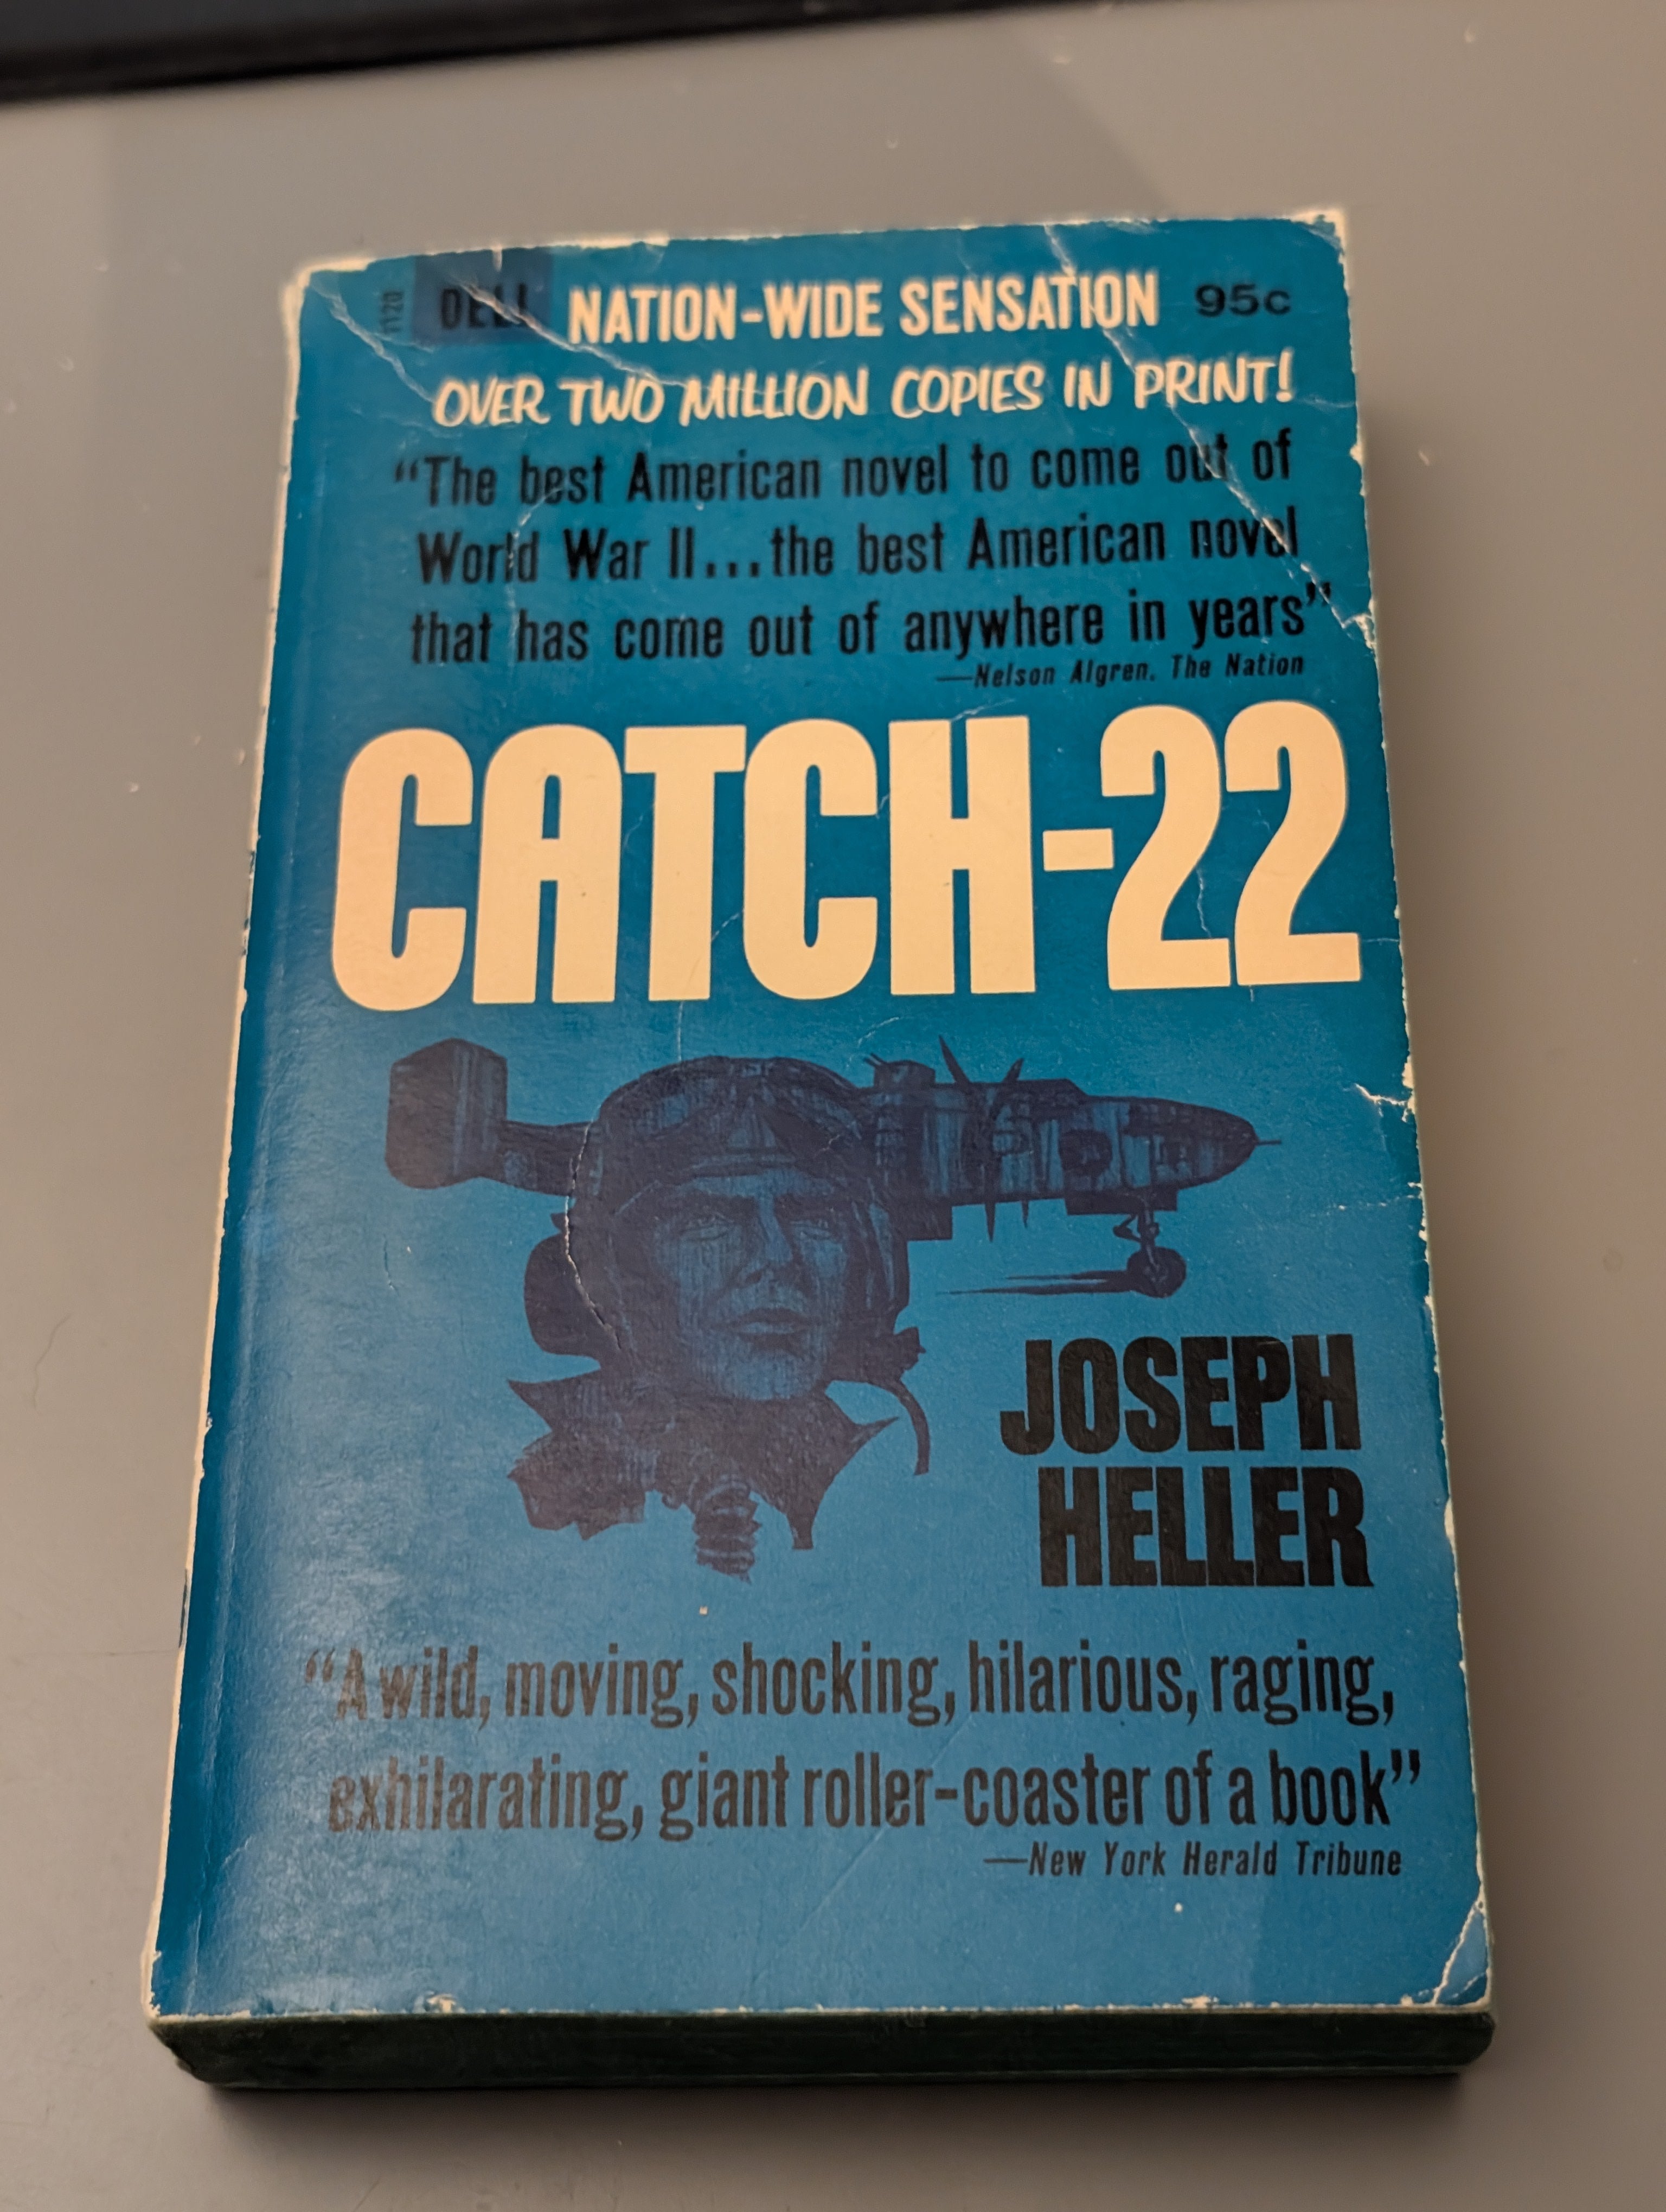 1120
DELL
NATION-WIDE SENSATION 95c
OVER TWO MILLION COPIES IN PRINT!
“The best American novel to come out of
World War II...the best American novel
that has come out of anywhere in years”
—Nelson Algren. The Nation
CATCH-22
JOSEPH
HELLER
“A wild, moving, shocking, hilarious, raging,
exhilarating, giant roller-coaster of a book”
—New York Herald Tribune